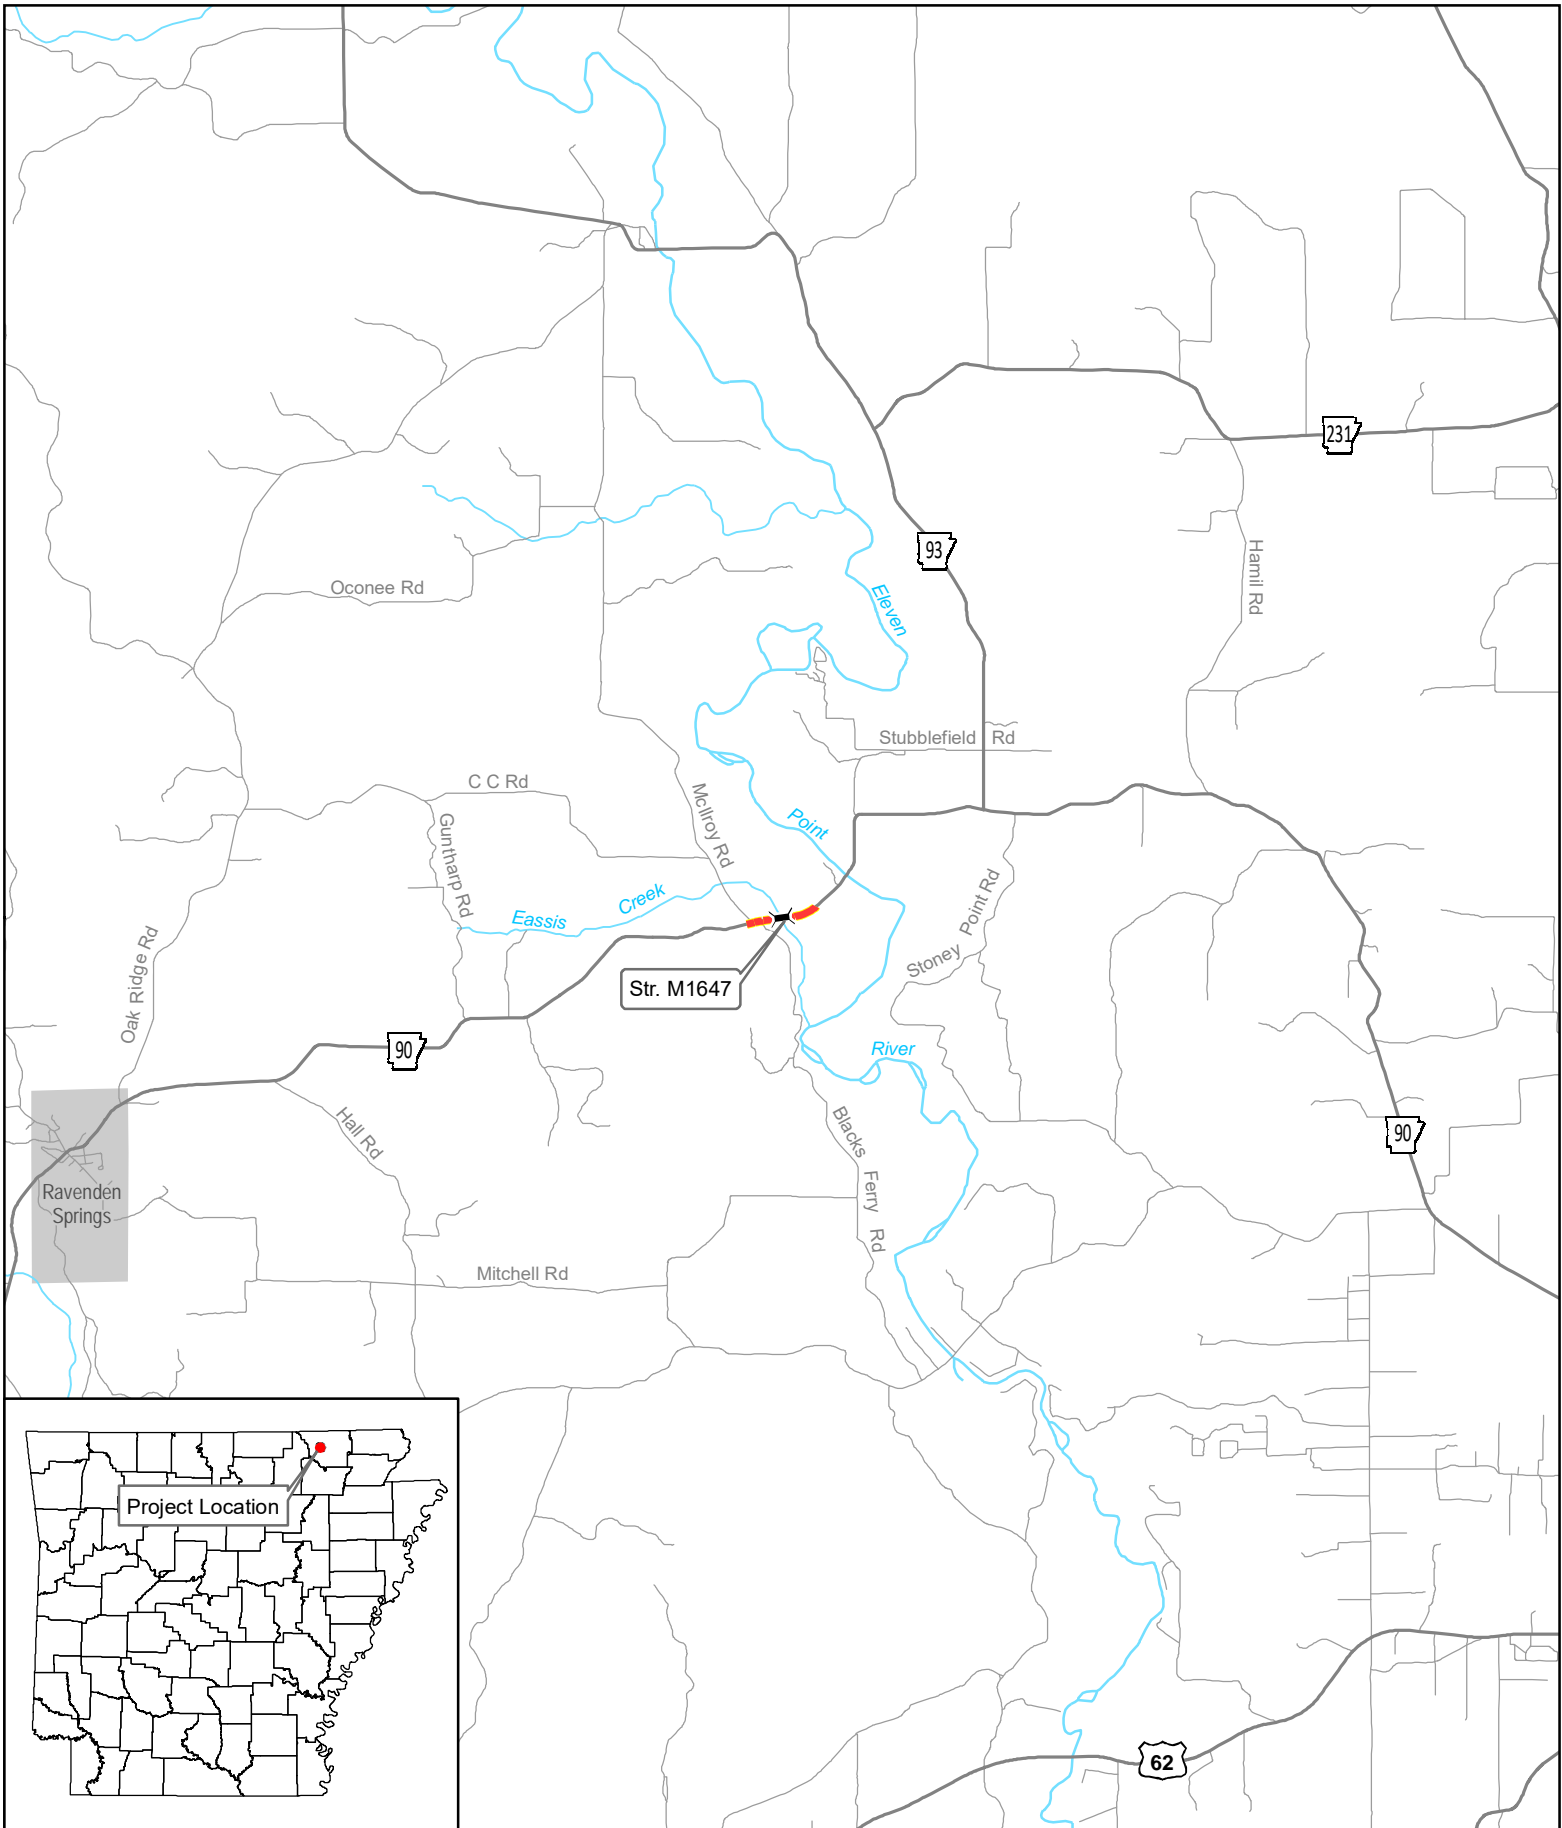 231
93
Hamil Rd
Oconee Rd
Eleven
Stubblefield Rd
C C Rd
McIlroy Rd
Point
Guntharp Rd
Creek
Eassis
Stoney Point Rd
Oak Ridge Rd
Str. M1647
90
River
Hall Rd
Blacks Ferry Rd
90
Ravenden
Springs
Mitchell Rd
Project Location
62